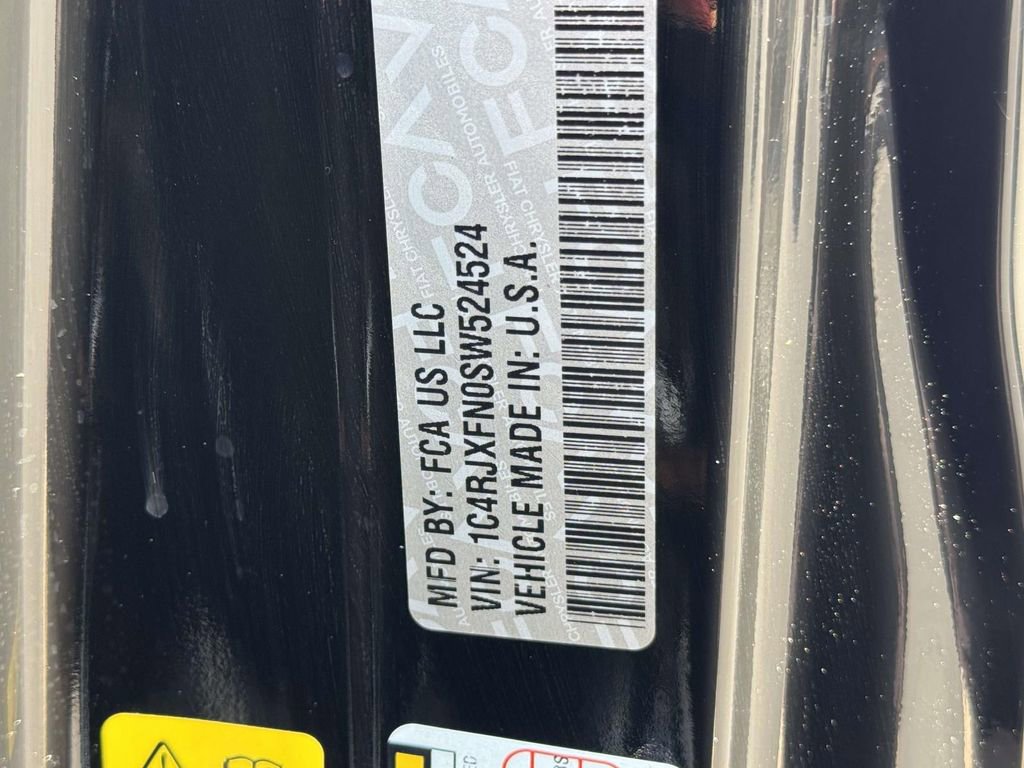 MFD BY: FCA US LLC
VIN: 1C4RJXFN0SW524524
VEHICLE MADE IN: U.S.A.